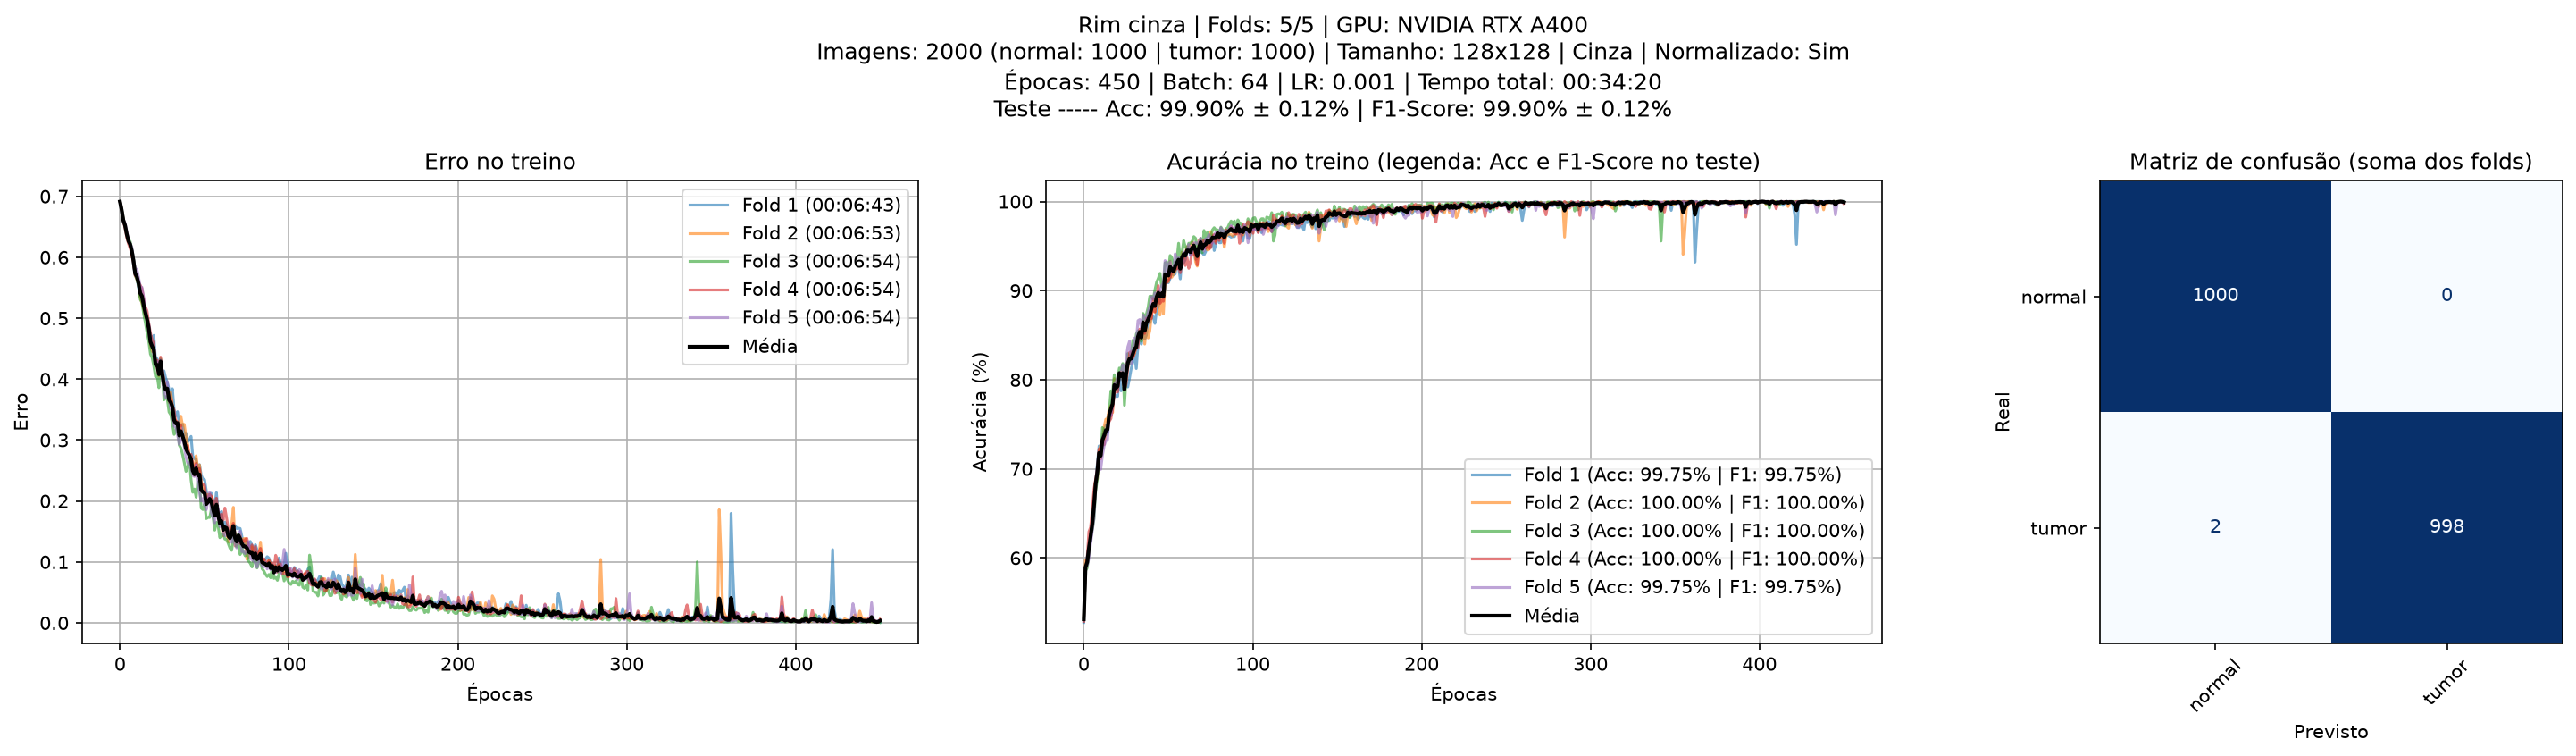 Rim cinza | Folds: 5/5 | GPU: NVIDIA RTX A400
Imagens: 2000 (normal: 1000 | tumor: 1000) | Tamanho: 128x128 | Cinza | Normalizado: Sim
Épocas: 450 | Batch: 64 | LR: 0.001 | Tempo total: 00:34:20
Teste ----- Acc: 99.90% ± 0.12% | F1-Score: 99.90% ± 0.12%
Erro no treino
0.7
0.6
0.5
0.4
0.3
0.2
0.1
0.0
Erro
Fold 1 (00:06:43)
Fold 2 (00:06:53)
Fold 3 (00:06:54)
Fold 4 (00:06:54)
Fold 5 (00:06:54)
Média
0 100 200 300 400
Épocas
Acurácia no treino (legenda: Acc e F1-Score no teste)
100
90
80
70
60
Acurácia (%)
Fold 1 (Acc: 99.75% | F1: 99.75%)
Fold 2 (Acc: 100.00% | F1: 100.00%)
Fold 3 (Acc: 100.00% | F1: 100.00%)
Fold 4 (Acc: 100.00% | F1: 100.00%)
Fold 5 (Acc: 99.75% | F1: 99.75%)
Média
0 100 200 300 400
Épocas
Matriz de confusão (soma dos folds)
Real
normal 1000 0
tumor 2 998
normal tumor
Previsto